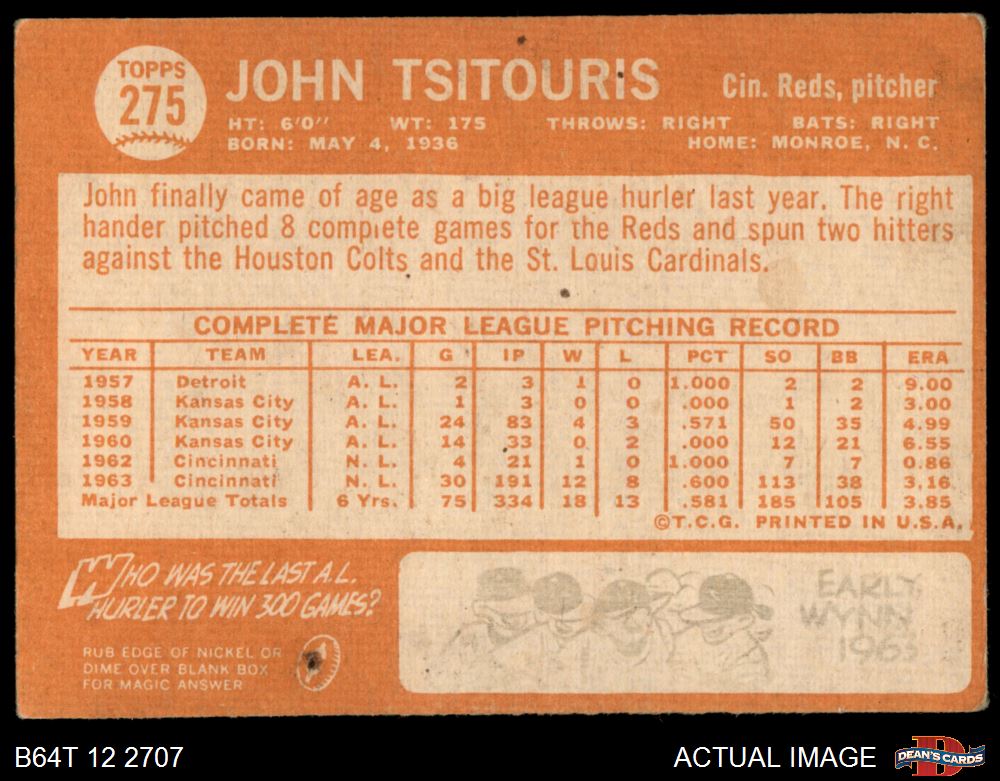 TOPPS
275
JOHN TSITOURIS
Cin. Reds, pitcher
HT: 6'0" WT: 175 THROWS: RIGHT BATS: RIGHT
BORN: MAY 4, 1936 HOME: MONROE, N. C.
John finally came of age as a big league hurler last year. The right
hander pitched 8 complete games for the Reds and spun two hitters
against the Houston Colts and the St. Louis Cardinals.
COMPLETE MAJOR LEAGUE PITCHING RECORD
YEAR TEAM LEA. G IP W L PCT SO BB ERA
1957 Detroit A. L. 2 3 1 0 1.000 2 2 9.00
1958 Kansas City A. L. 1 3 0 0 .000 1 2 3.00
1959 Kansas City A. L. 24 83 4 3 .571 50 35 4.99
1960 Kansas City A. L. 14 33 0 2 .000 12 21 6.55
1962 Cincinnati N. L. 4 21 1 0 1.000 7 7 0.86
1963 Cincinnati N. L. 30 191 12 8 .600 113 38 3.16
Major League Totals 6 Yrs. 75 334 18 13 .581 185 105 3.85
©T.C.G. PRINTED IN U.S.A.
WHO WAS THE LAST A.L.
HURLER TO WIN 300 GAMES?
RUB EDGE OF NICKEL OR
DIME OVER BLANK BOX
FOR MAGIC ANSWER
EARLY
WYNN
1963
B64T 12 2707
ACTUAL IMAGE
DEAN'S CARDS